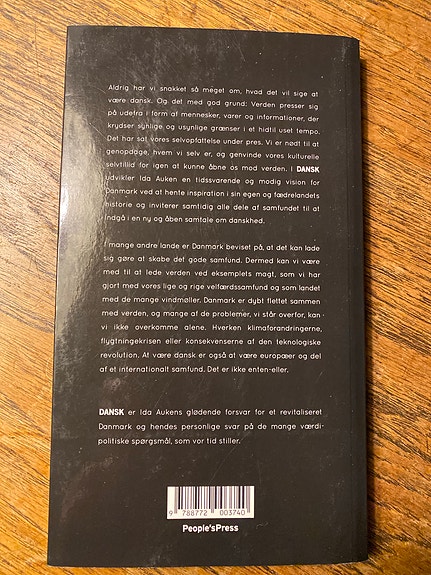 Aldrig har vi snakket så meget om, hvad det vil sige at
være dansk. Og det med god grund: Verden presser sig
på udefra i form af mennesker, varer og informationer, der
krydser synlige og usynlige grænser i et hidtil uset tempo.
Det har sat vores selvopfattelse under pres. Vi er nødt til at
genopdage, hvem vi selv er, og genvinde vores kulturelle
selvtillid for igen at kunne åbne os mod verden. I DANSK
udvikler Ida Auken en tidssvarende og modig vision for
Danmark ved at hente inspiration i sin egen og fædrelandets
historie og inviterer samtidig alle dele af samfundet til at
indgå i en ny og åben samtale om danskhed.
I mange andre lande er Danmark beviset på, at det kan lade
sig gøre at skabe det gode samfund. Dermed kan vi være
med til at lede verden ved eksemplets magt, som vi har
gjort med vores lige og rige velfærdssamfund og som landet
med de mange vindmøller. Danmark er dybt flettet sammen
med verden, og mange af de problemer, vi står overfor, kan
vi ikke overkomme alene. Hverken klimaforandringerne,
flygtningekrisen eller konsekvenserne af den teknologiske
revolution. At være dansk er også at være europæer og del
af et internationalt samfund. Det er ikke enten-eller.
DANSK er Ida Aukens glødende forsvar for et revitaliseret
Danmark og hendes personlige svar på de mange værdi-
politiske spørgsmål, som vor tid stiller.
9 788772 003740
People'sPress